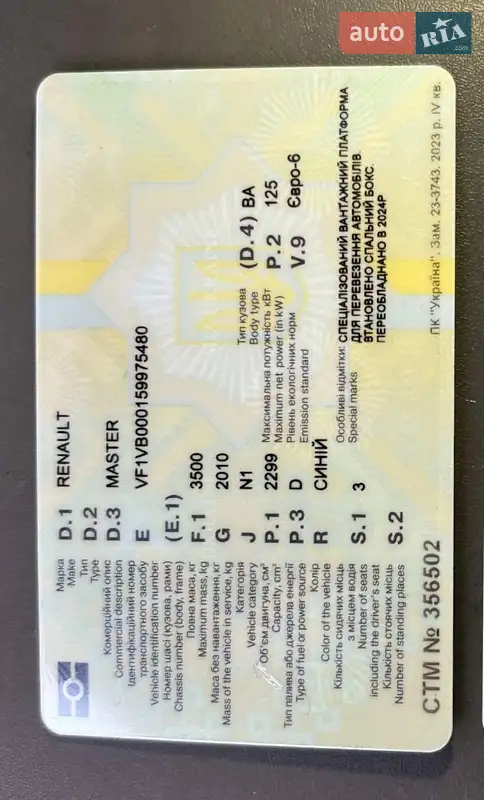 auto RIA
.com
Марка D.1 RENAULT
Make
Тип D.2
Type
Комерційний опис D.3 MASTER
Commercial description
Ідентифікаційний номер E VF1VB000159975480
транспортного засобу
Vehicle identification number
Номер шасі (кузова, рами) (E.1)
Chassis number (body, frame)
Повна маса, кг F.1 3500
Maximum mass, kg
Маса без навантаження, кг G 2010
Mass of the vehicle in service, kg
Категорія J N1 Тип кузова (D.4) ВА
Vehicle category Body type
Об'єм двигуна, см³ P.1 2299 Максимальна потужність кВт P.2 125
Capacity, cm³ Maximum net power (in kW)
Тип палива або джерела енергії P.3 D Рівень екологічних норм V.9 Євро-6
Type of fuel or power source Emission standard
Колір R СИНІЙ
Color of the vehicle
Кількість сидячих місць S.1 3 Особливі відмітки: СПЕЦІАЛІЗОВАНИЙ ВАНТАЖНИЙ ПЛАТФОРМА
з місцем водія Special marks ДЛЯ ПЕРЕВЕЗЕННЯ АВТОМОБІЛІВ.
Number of seats ВТАНОВЛЕНО СПАЛЬНИЙ БОКС.
including the driver's seat ПЕРЕОБЛАДНАНО В 2024Р
Кількість стоячих місць S.2
Number of standing places
СТМ № 356502 ПК "Україна". Зам. 23-3743. 2023 р. IV кв.